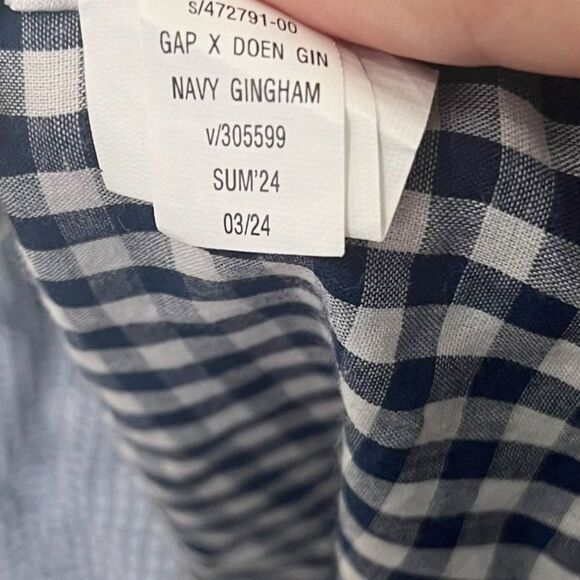 s/472791-00
GAP X DOEN GIN
NAVY GINGHAM
v/305599
SUM'24
03/24